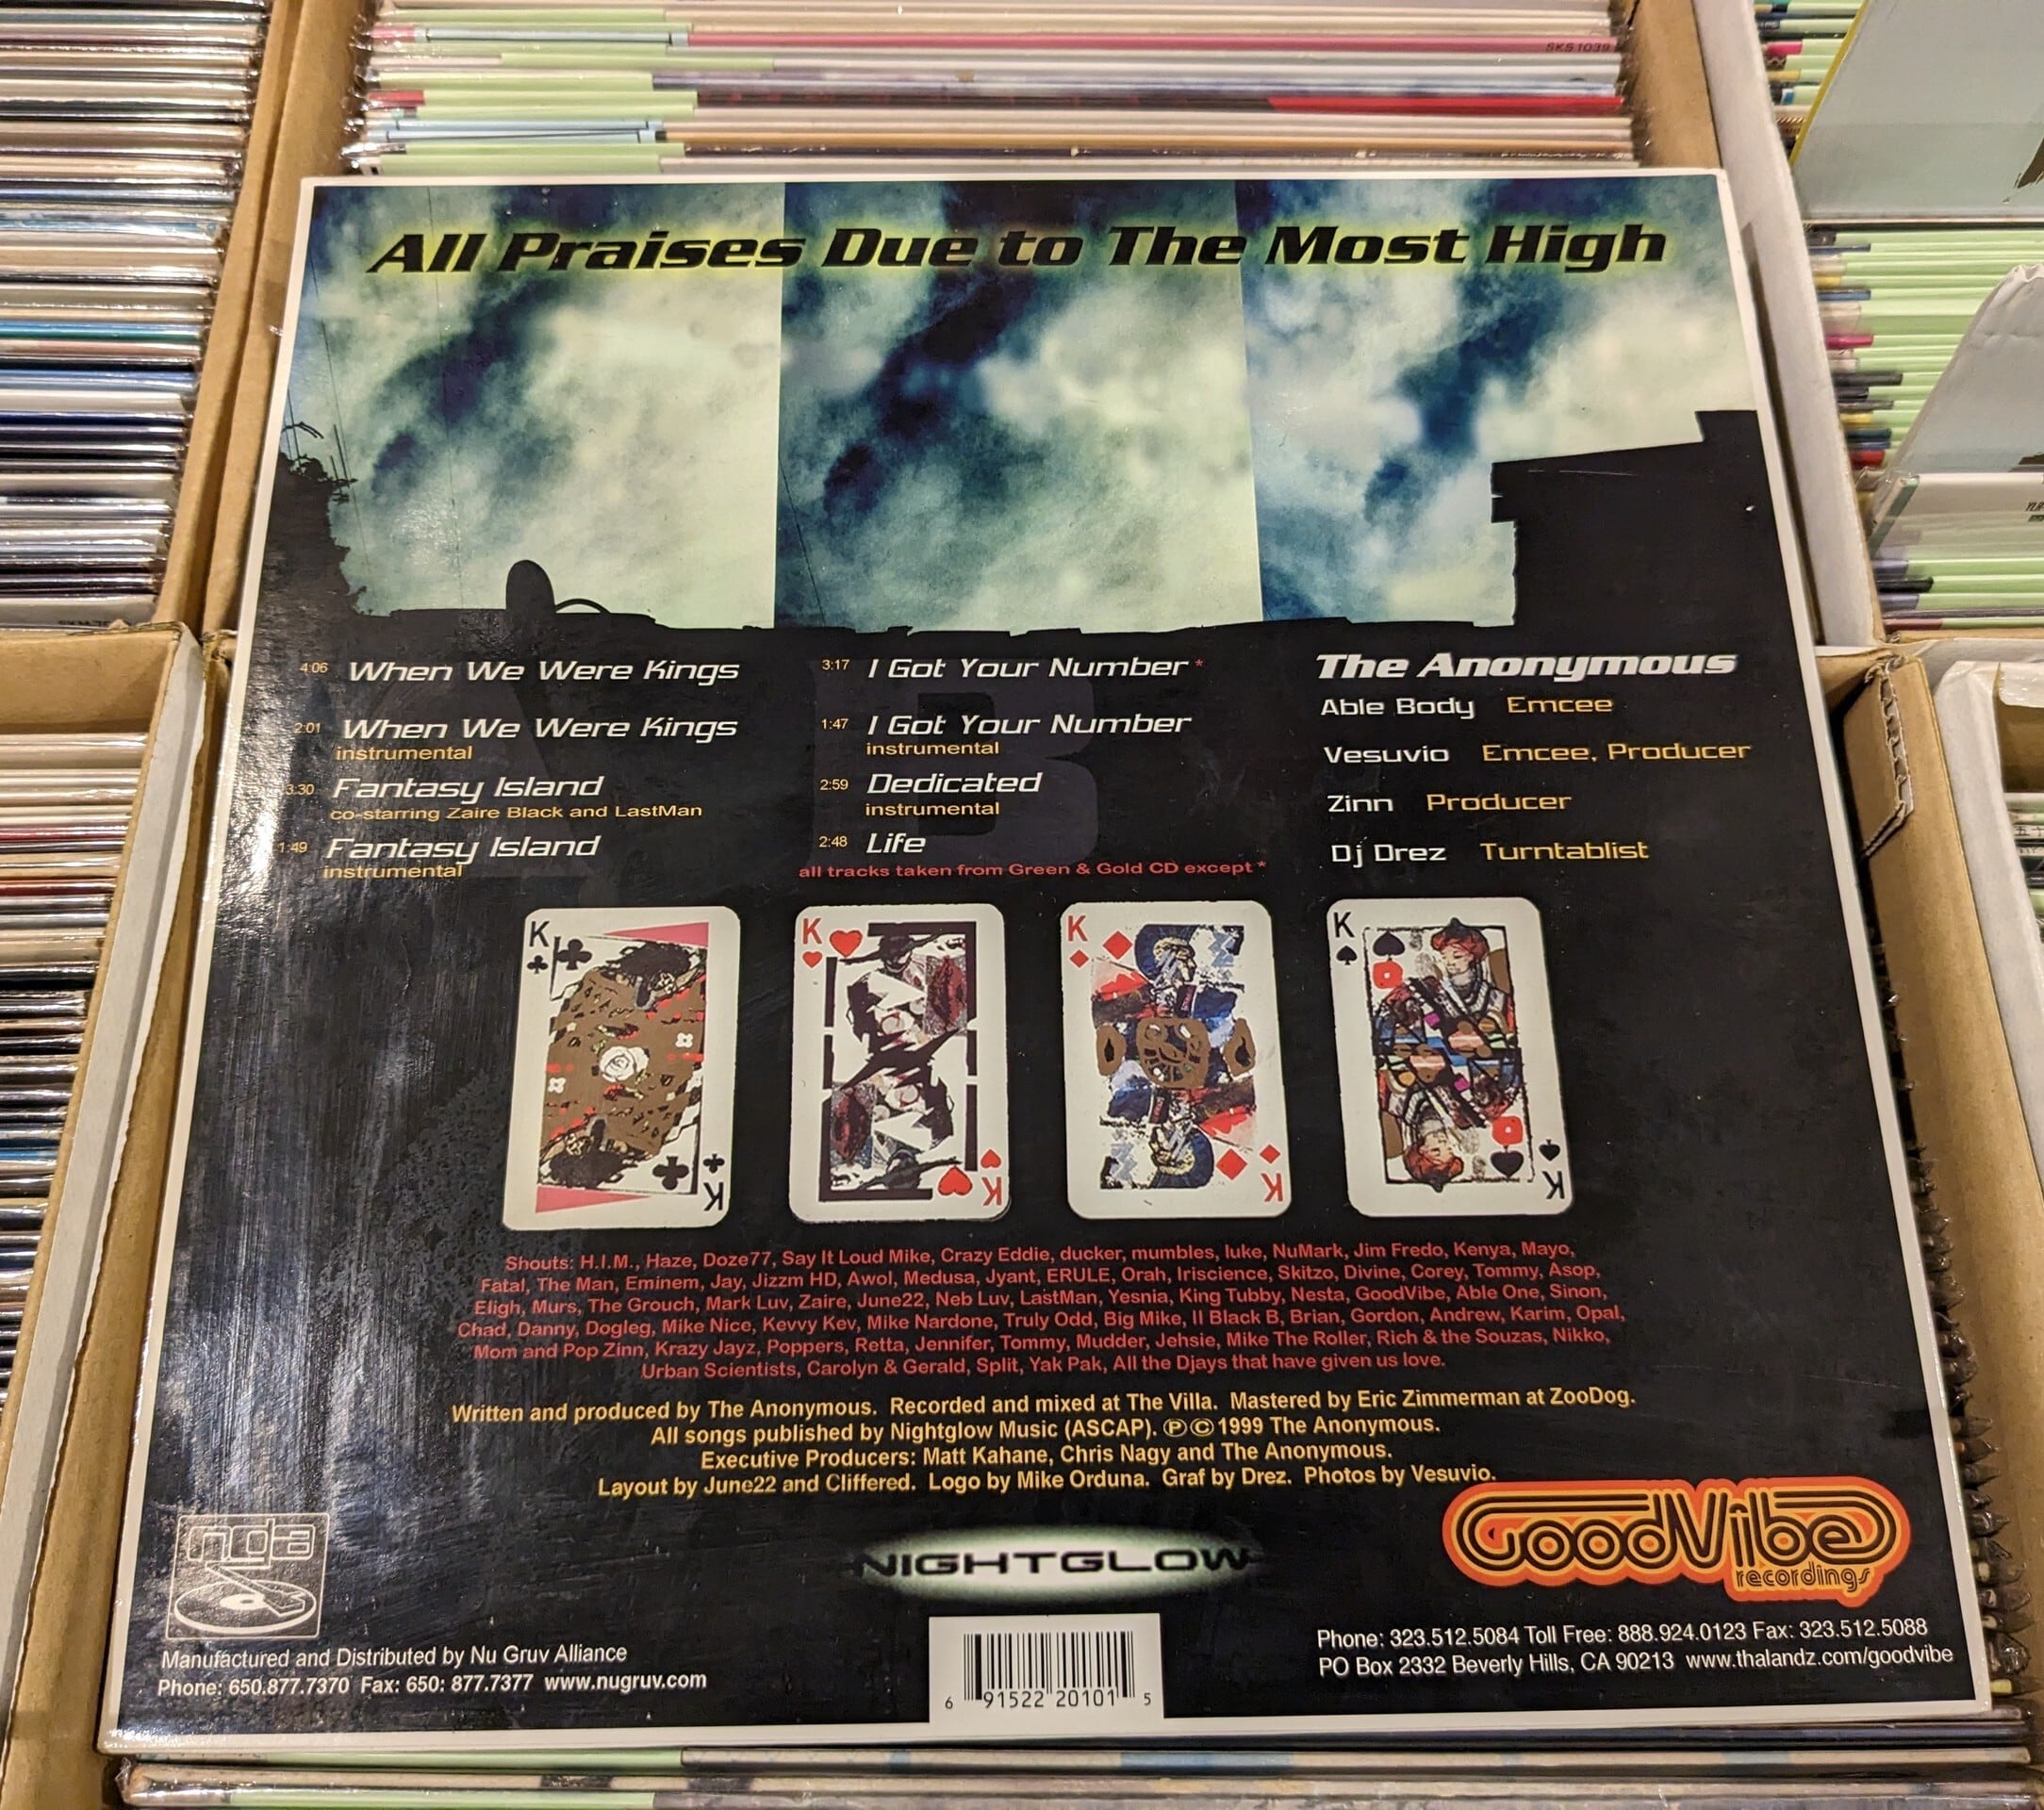 SKS 1039
All Praises Due to The Most High
4:06 When We Were Kings
2:01 When We Were Kings
instrumental
3:30 Fantasy Island
co-starring Zaire Black and LastMan
1:49 Fantasy Island
instrumental
3:17 I Got Your Number *
1:47 I Got Your Number
instrumental
2:59 Dedicated
instrumental
2:48 Life
all tracks taken from Green & Gold CD except *
A
B
The Anonymous
Able Body Emcee
Vesuvio Emcee, Producer
Zinn Producer
Dj Drez Turntablist
K
K
K
K
K
K
K
K
Shouts: H.I.M., Haze, Doze77, Say It Loud Mike, Crazy Eddie, ducker, mumbles, luke, NuMark, Jim Fredo, Kenya, Mayo,
Fatal, The Man, Eminem, Jay, Jizzm HD, Awol, Medusa, Jyant, ERULE, Orah, Iriscience, Skitzo, Divine, Corey, Tommy, Asop,
Eligh, Murs, The Grouch, Mark Luv, Zaire, June22, Neb Luv, LastMan, Yesnia, King Tubby, Nesta, GoodVibe, Able One, Sinon,
Chad, Danny, Dogleg, Mike Nice, Kevvy Kev, Mike Nardone, Truly Odd, Big Mike, II Black B, Brian, Gordon, Andrew, Karim, Opal,
Mom and Pop Zinn, Krazy Jayz, Poppers, Retta, Jennifer, Tommy, Mudder, Jehsie, Mike The Roller, Rich & the Souzas, Nikko,
Urban Scientists, Carolyn & Gerald, Split, Yak Pak, All the Djays that have given us love.
Written and produced by The Anonymous. Recorded and mixed at The Villa. Mastered by Eric Zimmerman at ZooDog.
All songs published by Nightglow Music (ASCAP). ℗©1999 The Anonymous.
Executive Producers: Matt Kahane, Chris Nagy and The Anonymous.
Layout by June22 and Cliffered. Logo by Mike Orduna. Graf by Drez. Photos by Vesuvio.
nga
NIGHTGLOW
GoodVibe
recordings
Manufactured and Distributed by Nu Gruv Alliance
Phone: 650.877.7370 Fax: 650: 877.7377 www.nugruv.com
6 91522 20101 5
Phone: 323.512.5084 Toll Free: 888.924.0123 Fax: 323.512.5088
PO Box 2332 Beverly Hills, CA 90213 www.thalandz.com/goodvibe